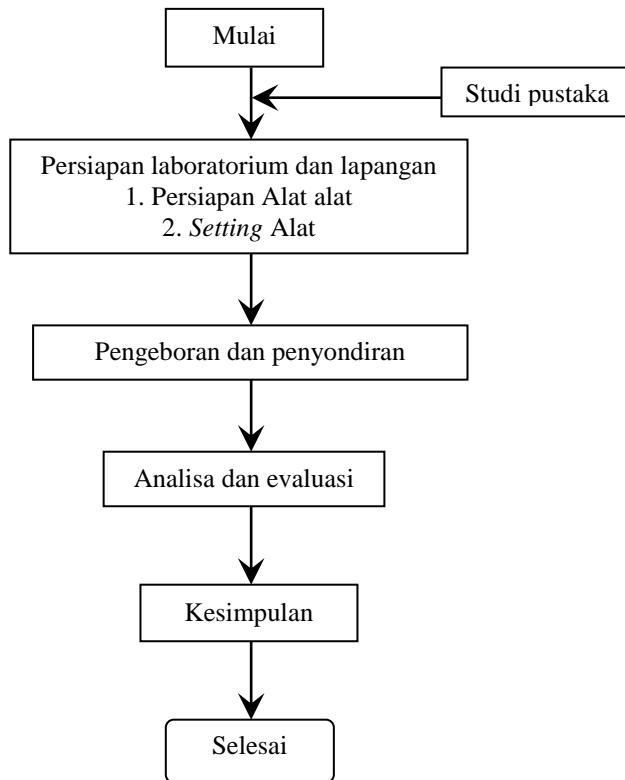 Mulai
Studi pustaka
Persiapan laboratorium dan lapangan
1. Persiapan Alat alat
2. Setting Alat
Pengeboran dan penyondiran
Analisa dan evaluasi
Kesimpulan
Selesai